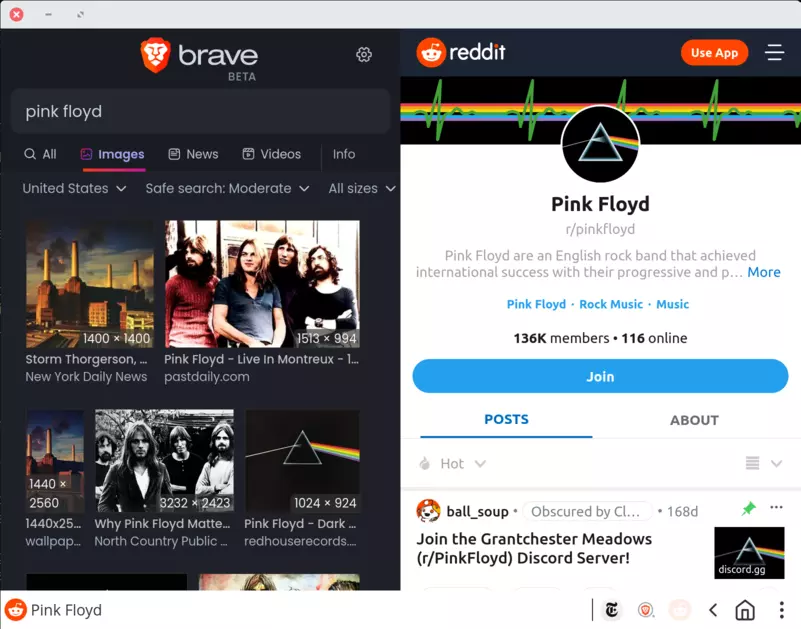 brave
BETA
pink floyd
All
Images
News
Videos
Info
United States
Safe search: Moderate
All sizes
1400 × 1400
1513 × 994
Storm Thorgerson, ...
Pink Floyd - Live In Montreux - 1...
New York Daily News
pastdaily.com
1440 ×
2560
3232 × 2423
1024 × 924
1440x25...
Why Pink Floyd Matte...
Pink Floyd - Dark ...
wallpap...
North Country Public ...
redhouserecords....
reddit
Use App
Pink Floyd
r/pinkfloyd
Pink Floyd are an English rock band that achieved
international success with their progressive and p... More
Pink Floyd · Rock Music · Music
136K members • 116 online
Join
POSTS
ABOUT
Hot
ball_soup • Obscured by Cl... • 168d
Join the Grantchester Meadows
(r/PinkFloyd) Discord Server!
discord.gg
Pink Floyd